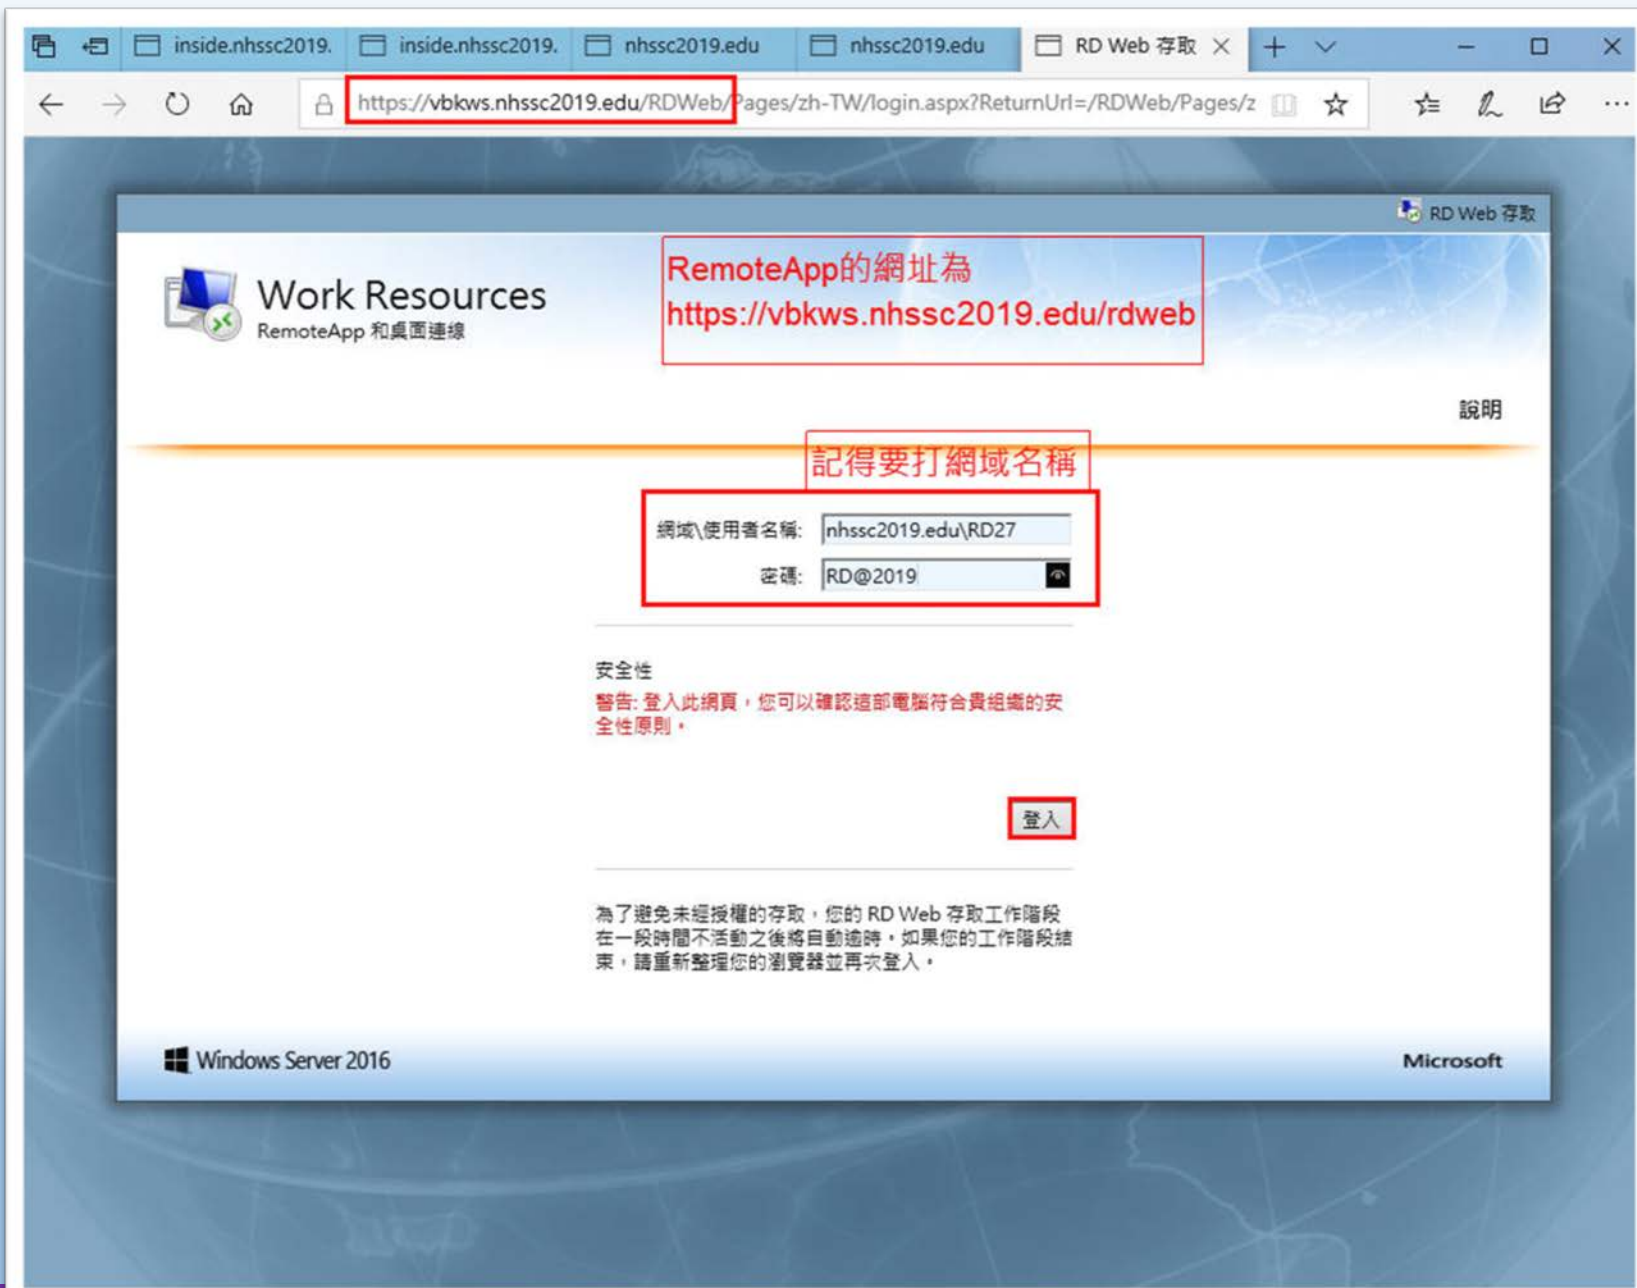 inside.nhssc2019.
inside.nhssc2019.
nhssc2019.edu
nhssc2019.edu
RD Web 存取
https://vbkws.nhssc2019.edu/RDWeb/Pages/zh-TW/login.aspx?ReturnUrl=/RDWeb/Pages/z
RD Web 存取
Work Resources
RemoteApp 和桌面連線
RemoteApp的網址為
https://vbkws.nhssc2019.edu/rdweb
說明
記得要打網域名稱
網域\使用者名稱: nhssc2019.edu\RD27
密碼: RD@2019
安全性
警告: 登入此網頁，您可以確認這部電腦符合貴組織的安
全性原則。
登入
為了避免未經授權的存取，您的 RD Web 存取工作階段
在一段時間不活動之後將自動逾時。如果您的工作階段結
束，請重新整理您的瀏覽器並再次登入。
Windows Server 2016
Microsoft